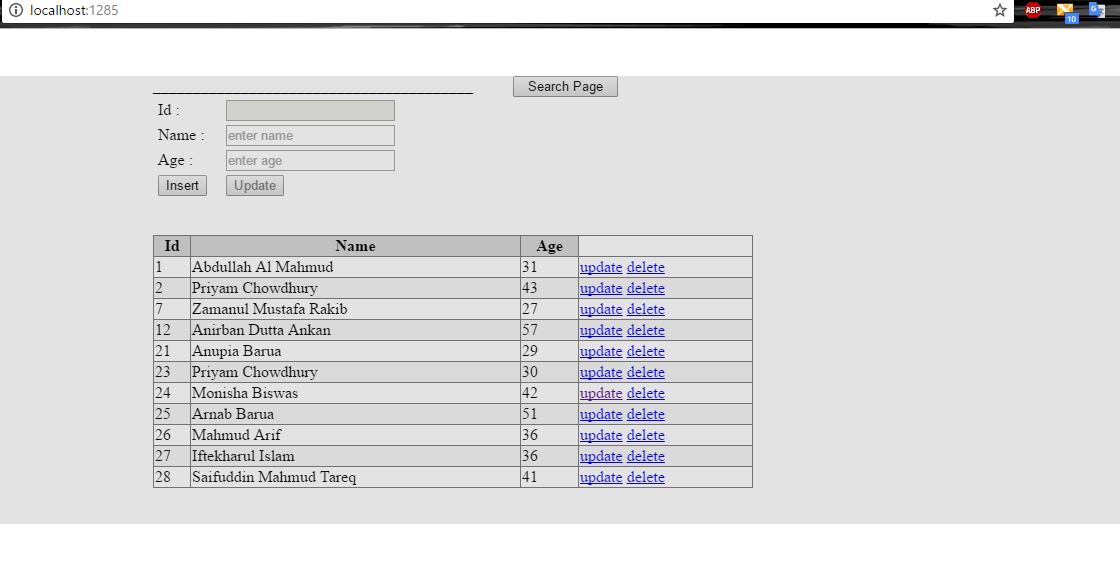 localhost:1285
ABP
10
G
________________________________________ Search Page
Id :
Name : enter name
Age : enter age
Insert Update
Id Name Age
1 Abdullah Al Mahmud 31 update delete
2 Priyam Chowdhury 43 update delete
7 Zamanul Mustafa Rakib 27 update delete
12 Anirban Dutta Ankan 57 update delete
21 Anupia Barua 29 update delete
23 Priyam Chowdhury 30 update delete
24 Monisha Biswas 42 update delete
25 Arnab Barua 51 update delete
26 Mahmud Arif 36 update delete
27 Iftekharul Islam 36 update delete
28 Saifuddin Mahmud Tareq 41 update delete